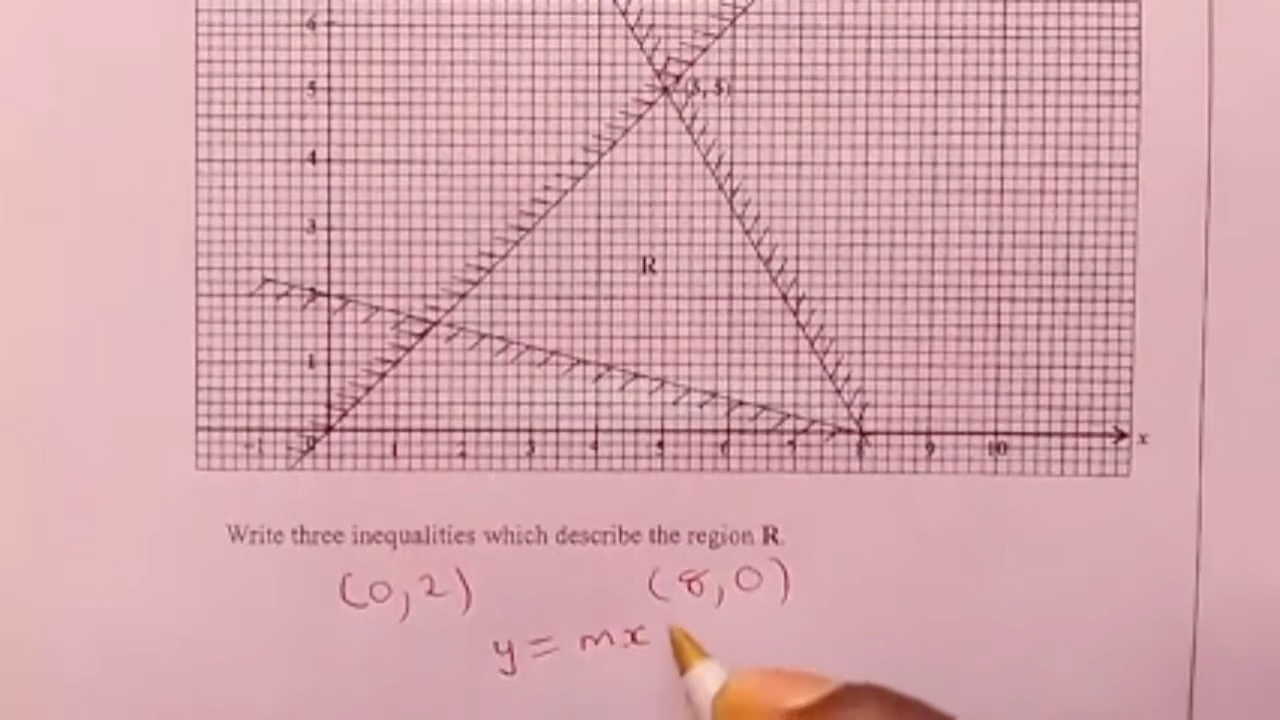 6
5 (5, 5)
4
3
R
2
1
-1 0 1 2 3 4 5 6 7 8 9 10 x
Write three inequalities which describe the region R.
(0,2) (8,0)
y = mx